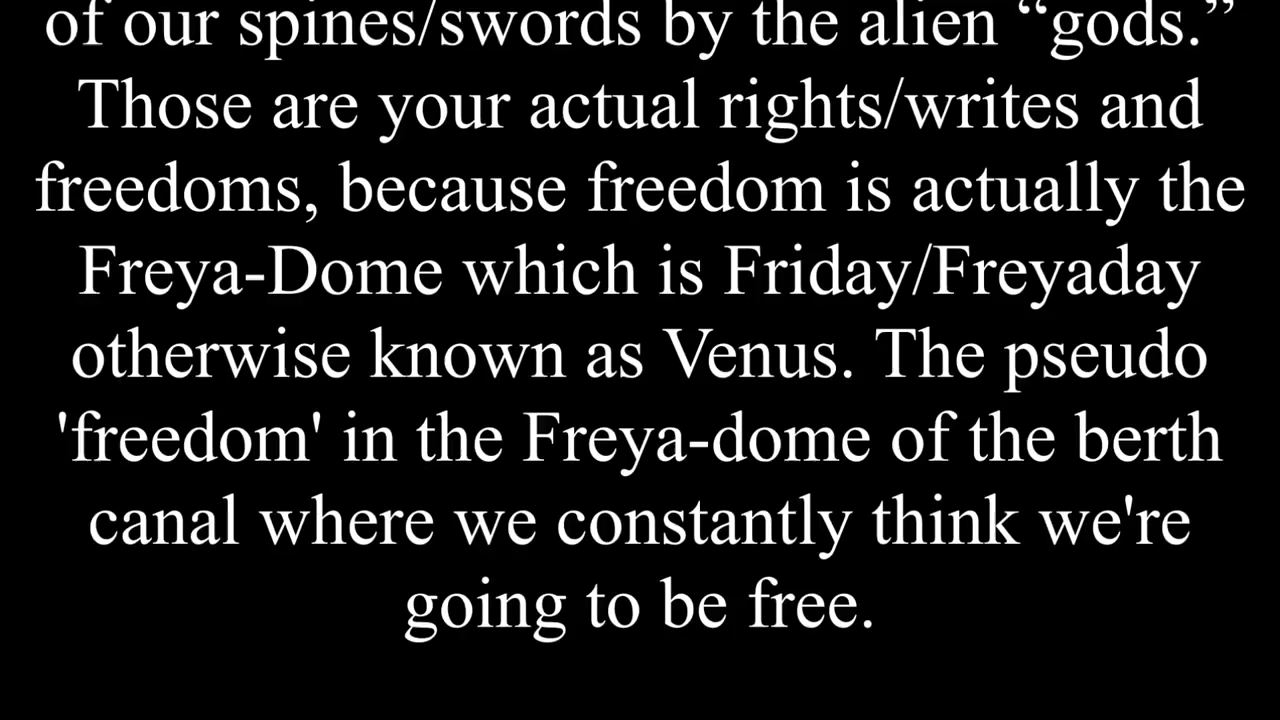 of our spines/swords by the alien “gods.”
Those are your actual rights/writes and
freedoms, because freedom is actually the
Freya-Dome which is Friday/Freyaday
otherwise known as Venus. The pseudo
'freedom' in the Freya-dome of the berth
canal where we constantly think we're
going to be free.